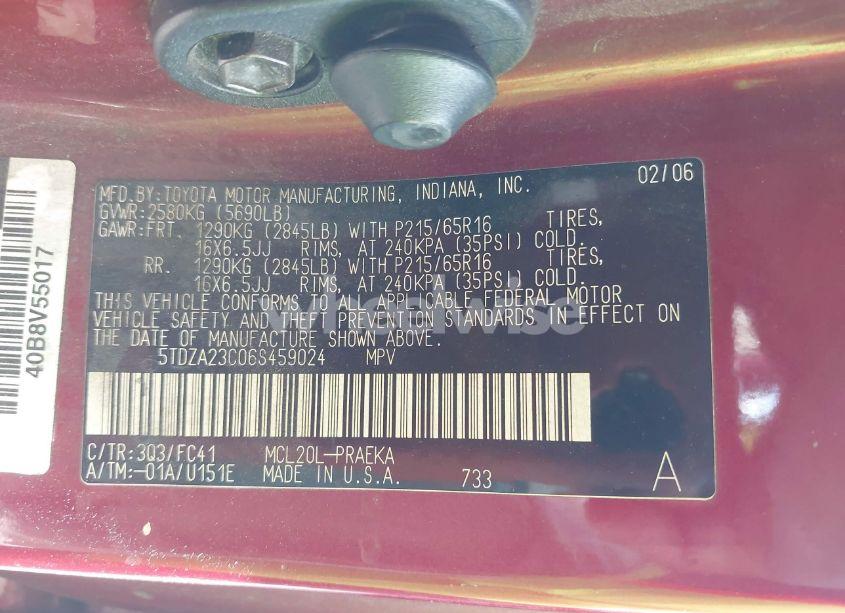 MFD.BY:TOYOTA MOTOR MANUFACTURING, INDIANA, INC. 02/06
GVWR:2580KG (5690LB)
GAWR:FRT. 1290KG (2845LB) WITH P215/65R16 TIRES,
16X6.5JJ RIMS, AT 240KPA (35PSI) COLD.
RR. 1290KG (2845LB) WITH P215/65R16 TIRES,
16X6.5JJ RIMS, AT 240KPA (35PSI) COLD.
THIS VEHICLE CONFORMS TO ALL APPLICABLE FEDERAL MOTOR
VEHICLE SAFETY AND THEFT PREVENTION STANDARDS IN EFFECT ON
THE DATE OF MANUFACTURE SHOWN ABOVE.
5TDZA23C06S459024 MPV
C/TR:3Q3/FC41 MCL20L-PRAEKA
A/TM:-01A/U151E MADE IN U.S.A. 733 A
40B8V55017